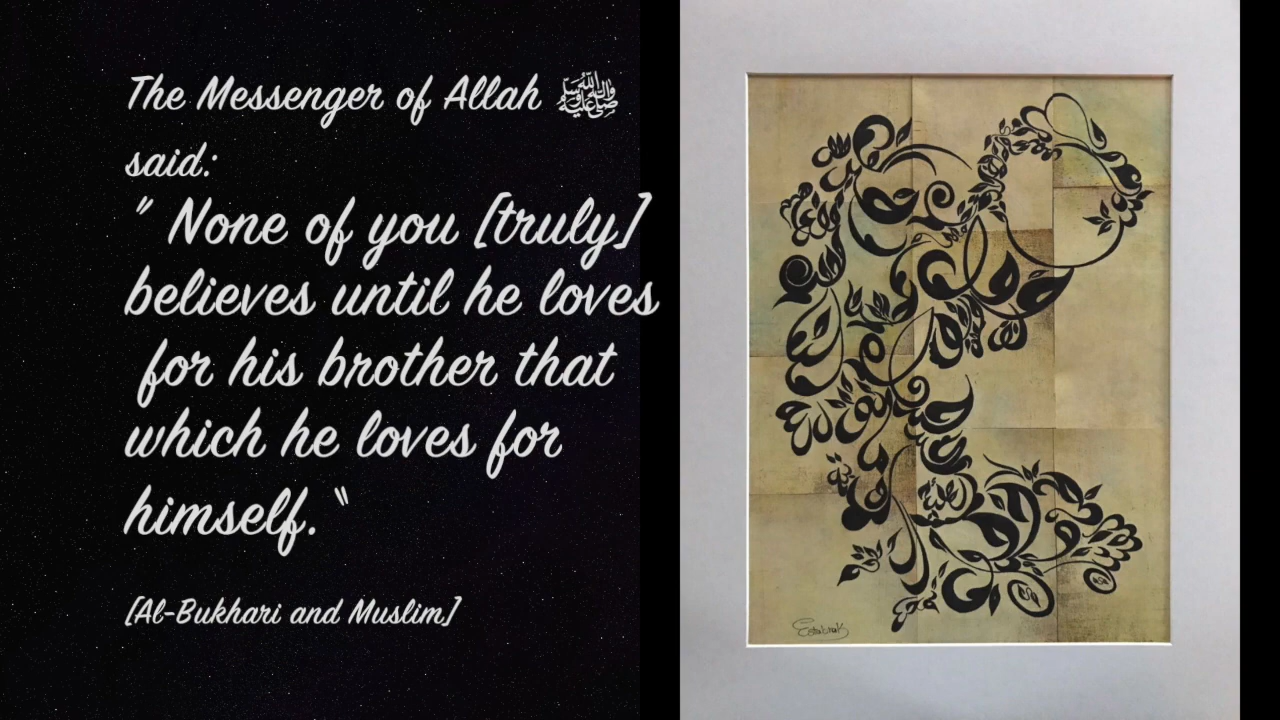 The Messenger of Allah ﷺ
said:
" None of you [truly]
believes until he loves
for his brother that
which he loves for
himself."
[Al-Bukhari and Muslim]